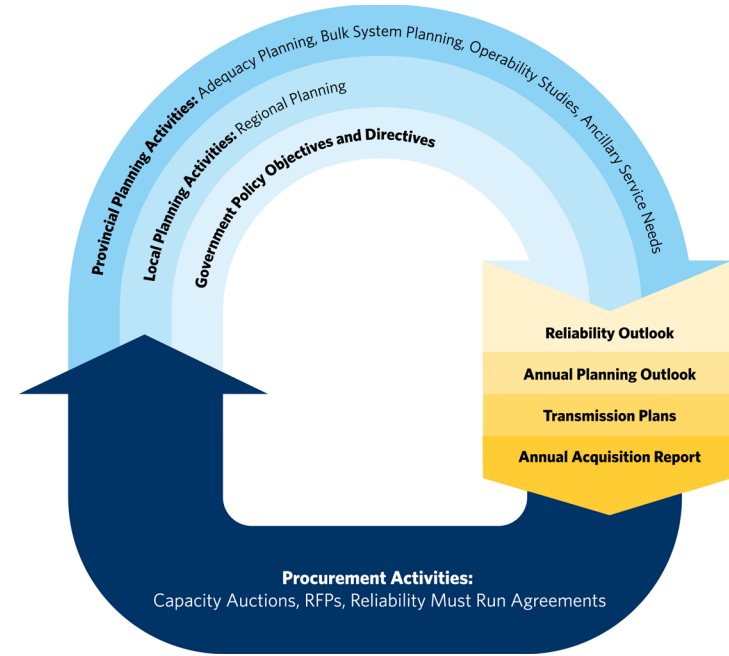 Provincial Planning Activities: Adequacy Planning, Bulk System Planning, Operability Studies, Ancillary Service Needs
Local Planning Activities: Regional Planning
Government Policy Objectives and Directives
Reliability Outlook
Annual Planning Outlook
Transmission Plans
Annual Acquisition Report
Procurement Activities:
Capacity Auctions, RFPs, Reliability Must Run Agreements